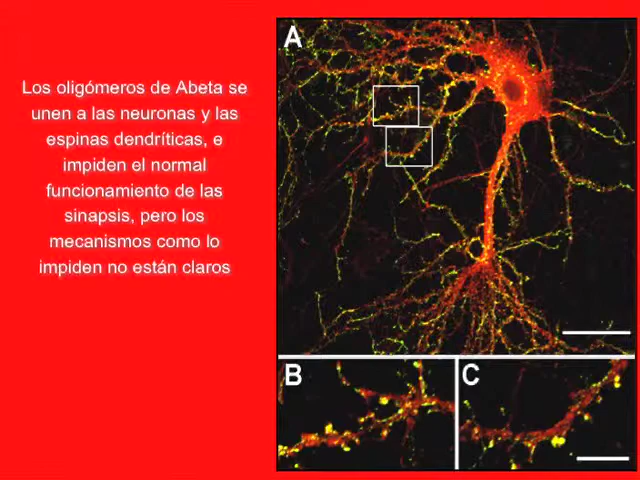 Los oligómeros de Abeta se
unen a las neuronas y las
espinas dendríticas, e
impiden el normal
funcionamiento de las
sinapsis, pero los
mecanismos como lo
impiden no están claros
A
B
C